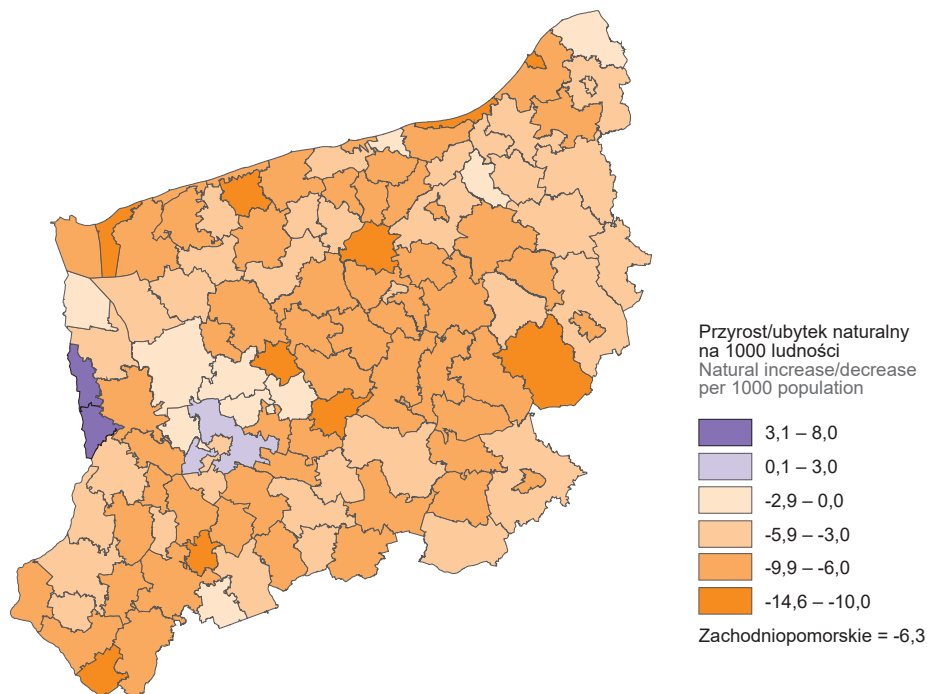 Przyrost/ubytek naturalny
na 1000 ludności
Natural increase/decrease
per 1000 population
3,1 – 8,0
0,1 – 3,0
-2,9 – 0,0
-5,9 – -3,0
-9,9 – -6,0
-14,6 – -10,0
Zachodniopomorskie = -6,3